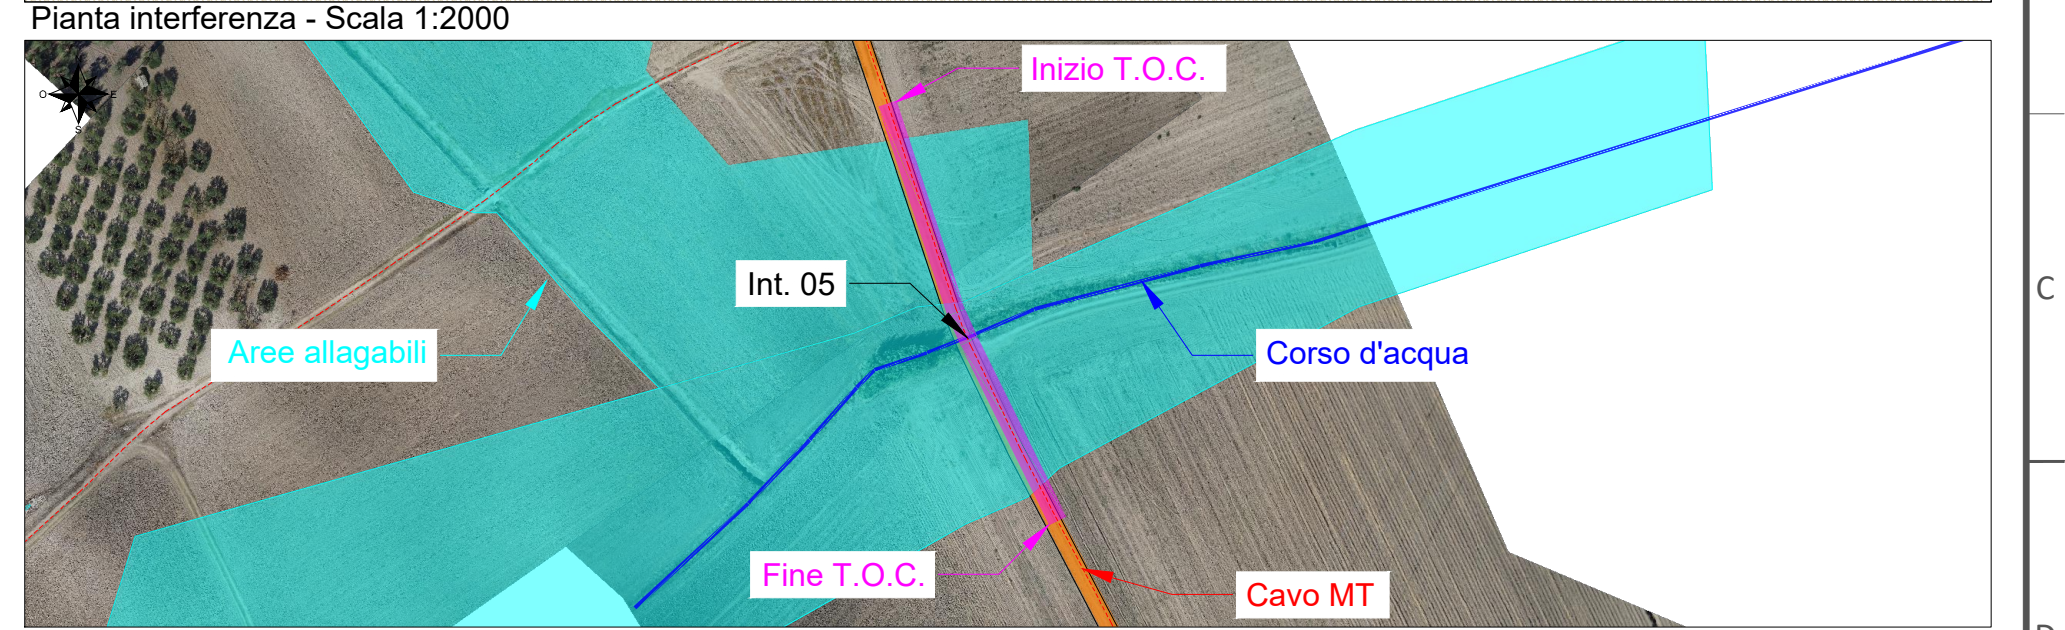 Pianta interferenza - Scala 1:2000
Inizio T.O.C.
O
E
S
Int. 05
C
Aree allagabili
Corso d'acqua
Fine T.O.C.
Cavo MT
D